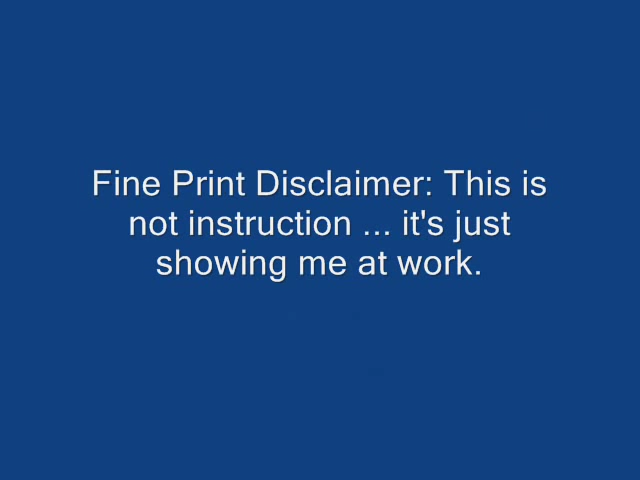 Fine Print Disclaimer: This is
not instruction ... it's just
showing me at work.